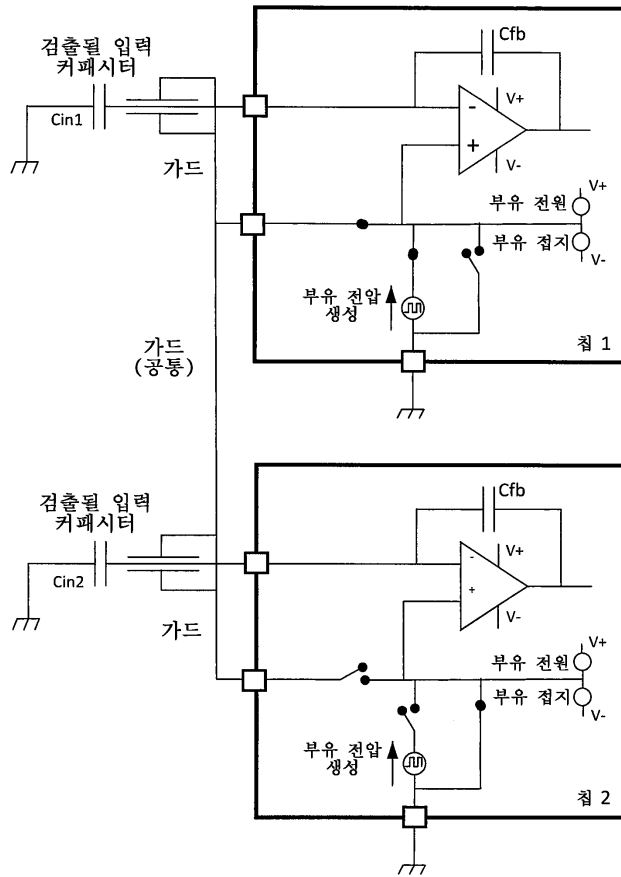 검출될 입력
커패시터
Cin1
가드
Cfb
-
+
V+
V-
부유 전원
V+
부유 접지
V-
부유 전압
생성
칩 1
가드
(공통)
검출될 입력
커패시터
Cin2
가드
Cfb
-
+
V+
V-
부유 전원
V+
부유 접지
V-
부유 전압
생성
칩 2